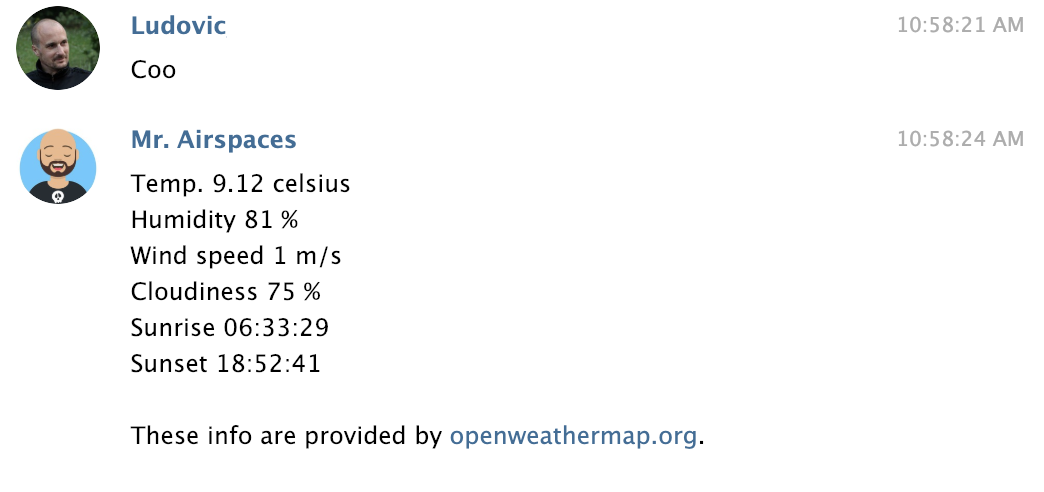 Ludovic 10:58:21 AM
Coo
Mr. Airspaces 10:58:24 AM
Temp. 9.12 celsius
Humidity 81 %
Wind speed 1 m/s
Cloudiness 75 %
Sunrise 06:33:29
Sunset 18:52:41
These info are provided by openweathermap.org.